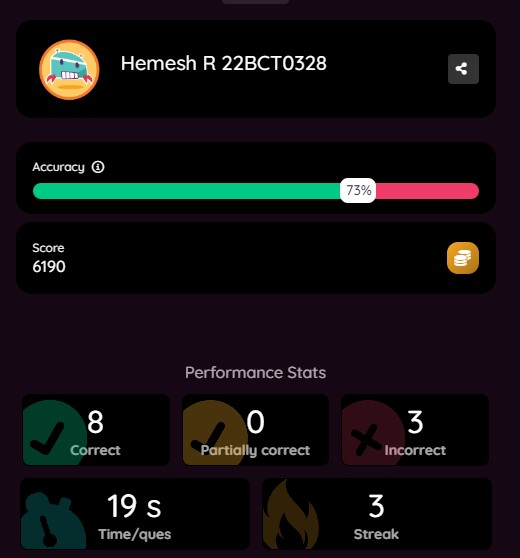 Hemesh R 22BCT0328
Accuracy
73%
Score
6190
Performance Stats
8
Correct
0
Partially correct
3
Incorrect
19 s
Time/ques
3
Streak